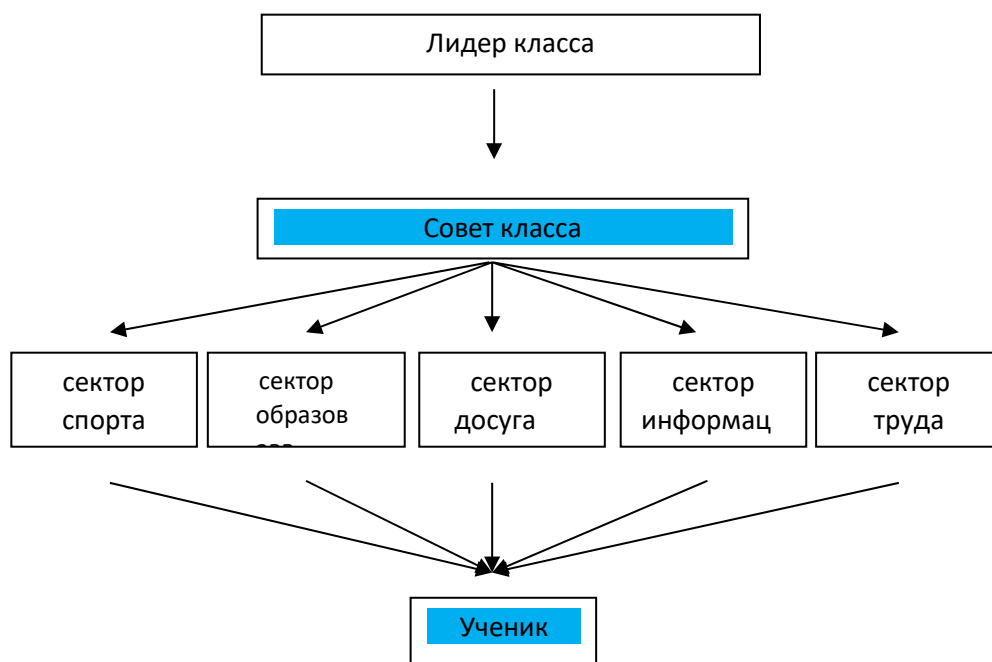 Лидер класса
Совет класса
сектор
спорта
сектор
образов
сектор
досуга
сектор
информац
сектор
труда
Ученик